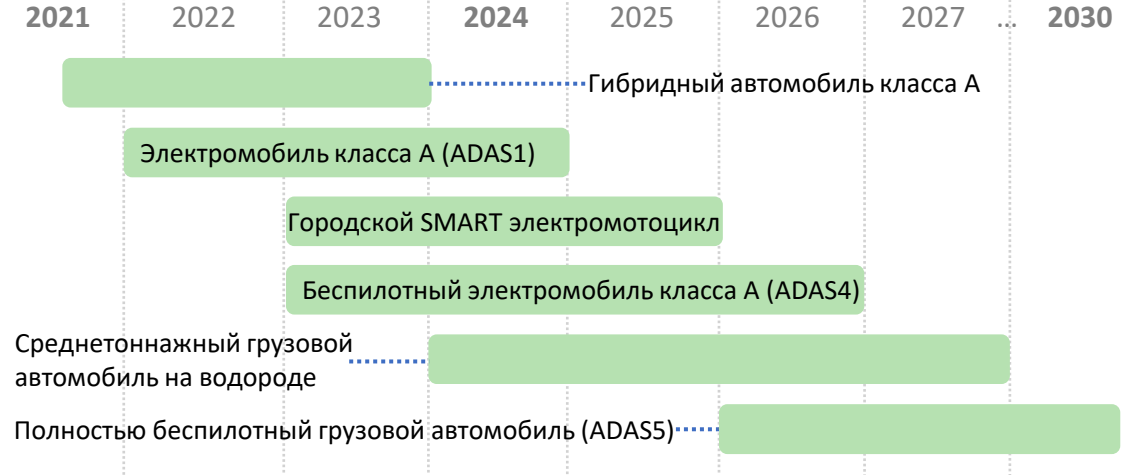 2021 2022 2023 2024 2025 2026 2027 ... 2030
Гибридный автомобиль класса А
Электромобиль класса А (ADAS1)
Городской SMART электромотоцикл
Беспилотный электромобиль класса А (ADAS4)
Среднетоннажный грузовой
автомобиль на водороде
Полностью беспилотный грузовой автомобиль (ADAS5)